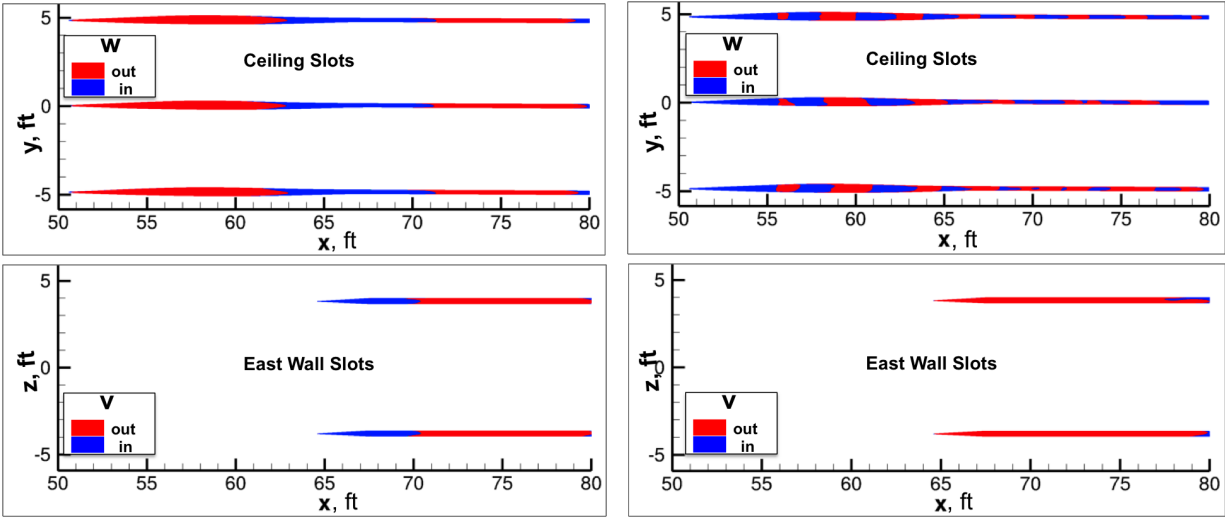 5
0
-5
y, ft
W
out
in
Ceiling Slots
50 55 60 65 70 75 80
x, ft
5
0
-5
y, ft
W
out
in
Ceiling Slots
50 55 60 65 70 75 80
x, ft
5
0
-5
z, ft
V
out
in
East Wall Slots
50 55 60 65 70 75 80
x, ft
5
0
-5
z, ft
V
out
in
East Wall Slots
50 55 60 65 70 75 80
x, ft